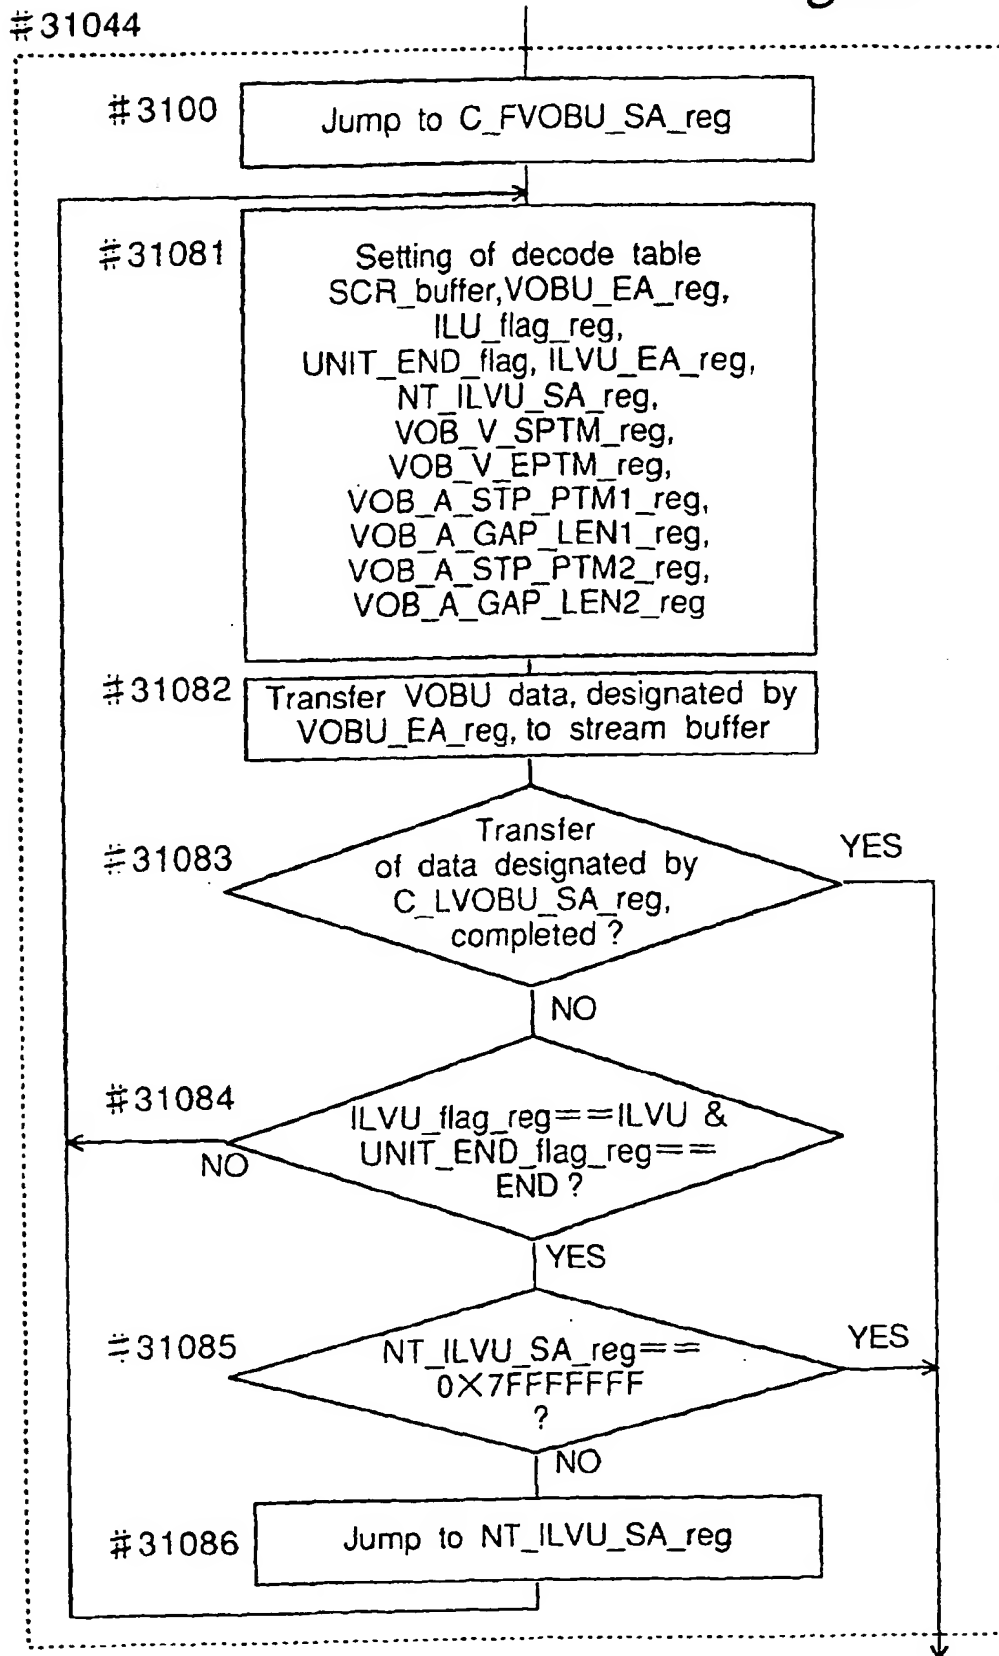 #31044
#3100
Jump to C_FVOBU_SA_reg
#31081
Setting of decode table
SCR_buffer,VOBU_EA_reg,
ILU_flag_reg,
UNIT_END_flag, ILVU_EA_reg,
NT_ILVU_SA_reg,
VOB_V_SPTM_reg,
VOB_V_EPTM_reg,
VOB_A_STP_PTM1_reg,
VOB_A_GAP_LEN1_reg,
VOB_A_STP_PTM2_reg,
VOB_A_GAP_LEN2_reg
#31082
Transfer VOBU data, designated by
VOBU_EA_reg, to stream buffer
#31083
Transfer
of data designated by
C_LVOBU_SA_reg,
completed ?
YES
NO
#31084
ILVU_flag_reg==ILVU &
UNIT_END_flag_reg==
END ?
NO
YES
#31085
NT_ILVU_SA_reg==
0X7FFFFFFF
?
YES
NO
#31086
Jump to NT_ILVU_SA_reg